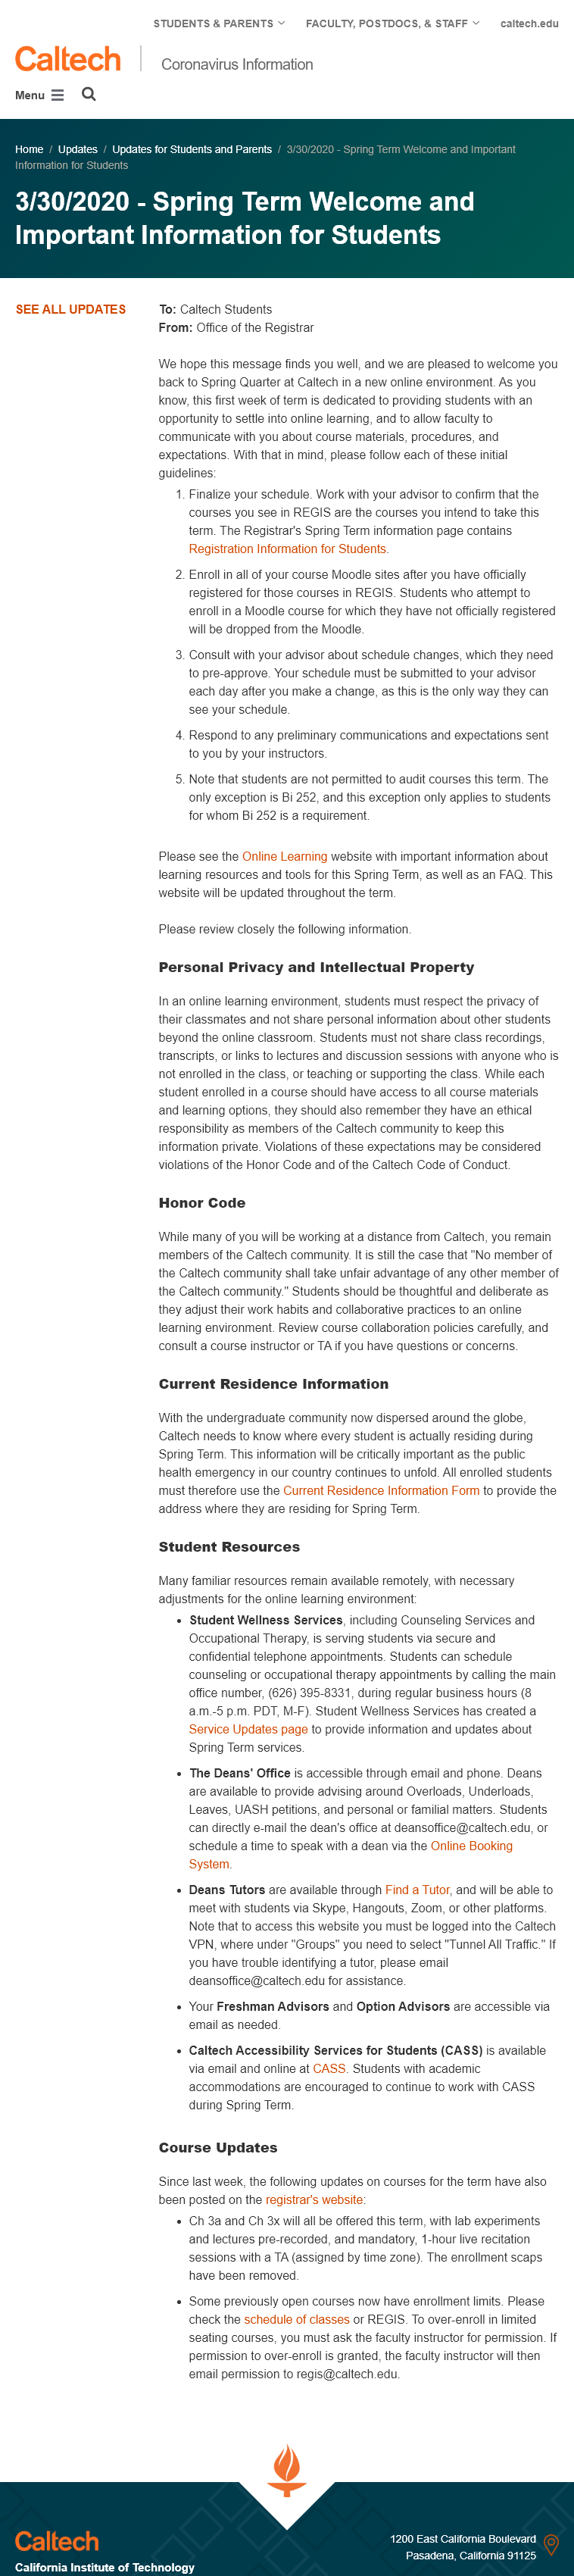 STUDENTS & PARENTS
FACULTY, POSTDOCS, & STAFF
caltech.edu
Caltech
Coronavirus Information
Menu
Home / Updates / Updates for Students and Parents / 3/30/2020 - Spring Term Welcome and Important
Information for Students
3/30/2020 - Spring Term Welcome and
Important Information for Students
SEE ALL UPDATES
To: Caltech Students
From: Office of the Registrar
We hope this message finds you well, and we are pleased to welcome you
back to Spring Quarter at Caltech in a new online environment. As you
know, this first week of term is dedicated to providing students with an
opportunity to settle into online learning, and to allow faculty to
communicate with you about course materials, procedures, and
expectations. With that in mind, please follow each of these initial
guidelines:
1. Finalize your schedule. Work with your advisor to confirm that the
courses you see in REGIS are the courses you intend to take this
term. The Registrar's Spring Term information page contains
Registration Information for Students.
2. Enroll in all of your course Moodle sites after you have officially
registered for those courses in REGIS. Students who attempt to
enroll in a Moodle course for which they have not officially registered
will be dropped from the Moodle.
3. Consult with your advisor about schedule changes, which they need
to pre-approve. Your schedule must be submitted to your advisor
each day after you make a change, as this is the only way they can
see your schedule.
4. Respond to any preliminary communications and expectations sent
to you by your instructors.
5. Note that students are not permitted to audit courses this term. The
only exception is Bi 252, and this exception only applies to students
for whom Bi 252 is a requirement.
Please see the Online Learning website with important information about
learning resources and tools for this Spring Term, as well as an FAQ. This
website will be updated throughout the term.
Please review closely the following information.
Personal Privacy and Intellectual Property
In an online learning environment, students must respect the privacy of
their classmates and not share personal information about other students
beyond the online classroom. Students must not share class recordings,
transcripts, or links to lectures and discussion sessions with anyone who is
not enrolled in the class, or teaching or supporting the class. While each
student enrolled in a course should have access to all course materials
and learning options, they should also remember they have an ethical
responsibility as members of the Caltech community to keep this
information private. Violations of these expectations may be considered
violations of the Honor Code and of the Caltech Code of Conduct.
Honor Code
While many of you will be working at a distance from Caltech, you remain
members of the Caltech community. It is still the case that "No member of
the Caltech community shall take unfair advantage of any other member of
the Caltech community." Students should be thoughtful and deliberate as
they adjust their work habits and collaborative practices to an online
learning environment. Review course collaboration policies carefully, and
consult a course instructor or TA if you have questions or concerns.
Current Residence Information
With the undergraduate community now dispersed around the globe,
Caltech needs to know where every student is actually residing during
Spring Term. This information will be critically important as the public
health emergency in our country continues to unfold. All enrolled students
must therefore use the Current Residence Information Form to provide the
address where they are residing for Spring Term.
Student Resources
Many familiar resources remain available remotely, with necessary
adjustments for the online learning environment:
• Student Wellness Services, including Counseling Services and
Occupational Therapy, is serving students via secure and
confidential telephone appointments. Students can schedule
counseling or occupational therapy appointments by calling the main
office number, (626) 395-8331, during regular business hours (8
a.m.-5 p.m. PDT, M-F). Student Wellness Services has created a
Service Updates page to provide information and updates about
Spring Term services.
• The Deans' Office is accessible through email and phone. Deans
are available to provide advising around Overloads, Underloads,
Leaves, UASH petitions, and personal or familial matters. Students
can directly e-mail the dean's office at deansoffice@caltech.edu, or
schedule a time to speak with a dean via the Online Booking
System.
• Deans Tutors are available through Find a Tutor, and will be able to
meet with students via Skype, Hangouts, Zoom, or other platforms.
Note that to access this website you must be logged into the Caltech
VPN, where under "Groups" you need to select "Tunnel All Traffic." If
you have trouble identifying a tutor, please email
deansoffice@caltech.edu for assistance.
• Your Freshman Advisors and Option Advisors are accessible via
email as needed.
• Caltech Accessibility Services for Students (CASS) is available
via email and online at CASS. Students with academic
accommodations are encouraged to continue to work with CASS
during Spring Term.
Course Updates
Since last week, the following updates on courses for the term have also
been posted on the registrar's website:
• Ch 3a and Ch 3x will all be offered this term, with lab experiments
and lectures pre-recorded, and mandatory, 1-hour live recitation
sessions with a TA (assigned by time zone). The enrollment scaps
have been removed.
• Some previously open courses now have enrollment limits. Please
check the schedule of classes or REGIS. To over-enroll in limited
seating courses, you must ask the faculty instructor for permission. If
permission to over-enroll is granted, the faculty instructor will then
email permission to regis@caltech.edu.
Caltech
California Institute of Technology
1200 East California Boulevard
Pasadena, California 91125